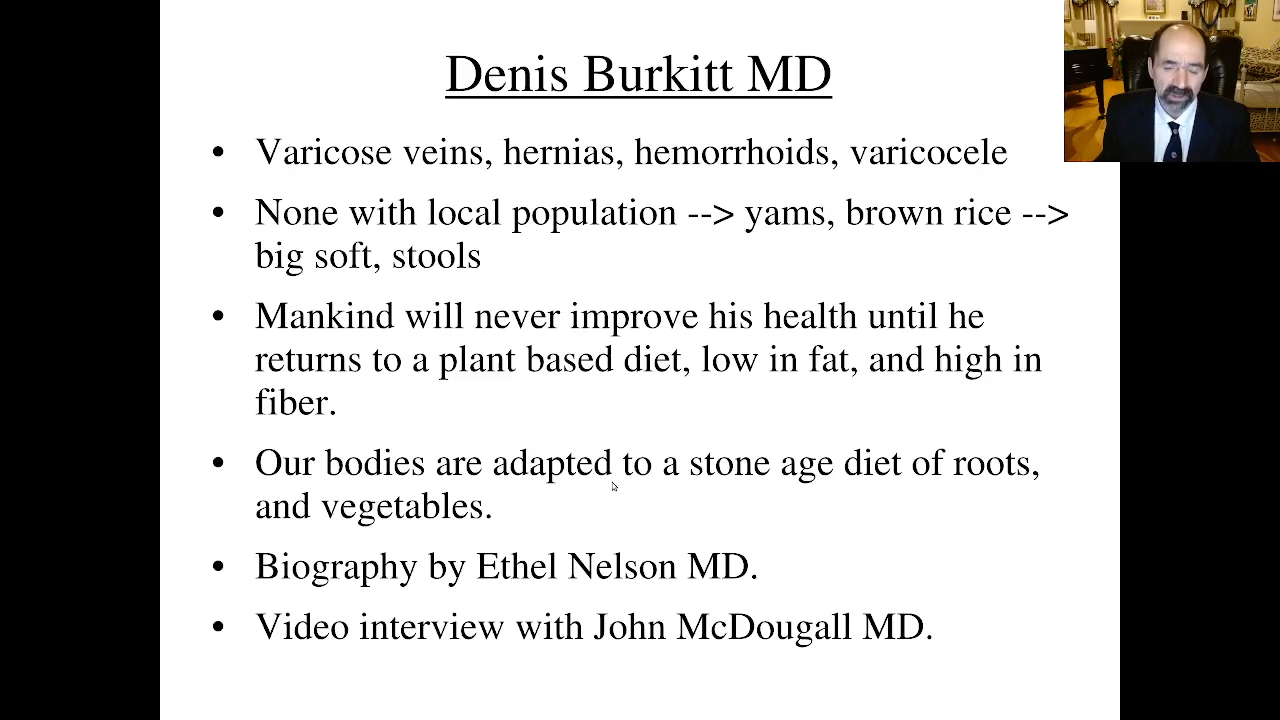 Denis Burkitt MD
• Varicose veins, hernias, hemorrhoids, varicocele
• None with local population --> yams, brown rice -->
big soft, stools
• Mankind will never improve his health until he
returns to a plant based diet, low in fat, and high in
fiber.
• Our bodies are adapted to a stone age diet of roots,
and vegetables.
• Biography by Ethel Nelson MD.
• Video interview with John McDougall MD.